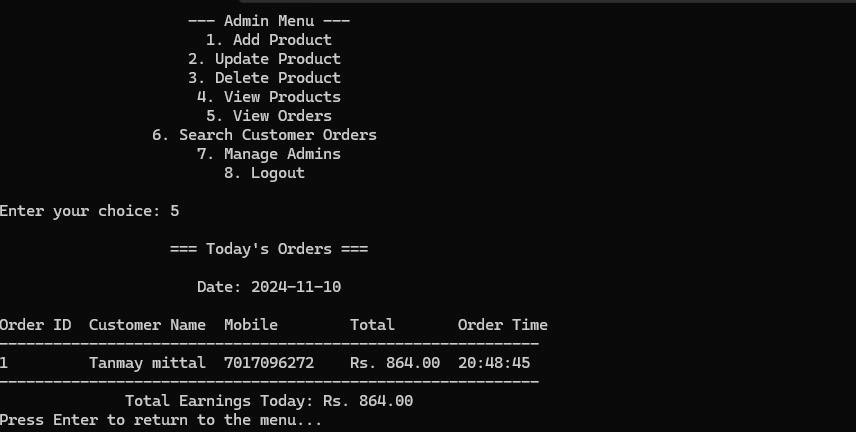 --- Admin Menu ---
1. Add Product
2. Update Product
3. Delete Product
4. View Products
5. View Orders
6. Search Customer Orders
7. Manage Admins
8. Logout
Enter your choice: 5
=== Today's Orders ===
Date: 2024-11-10
Order ID  Customer Name  Mobile        Total       Order Time
------------------------------------------------------------
1         Tanmay mittal  7017096272    Rs. 864.00  20:48:45
------------------------------------------------------------
Total Earnings Today: Rs. 864.00
Press Enter to return to the menu...